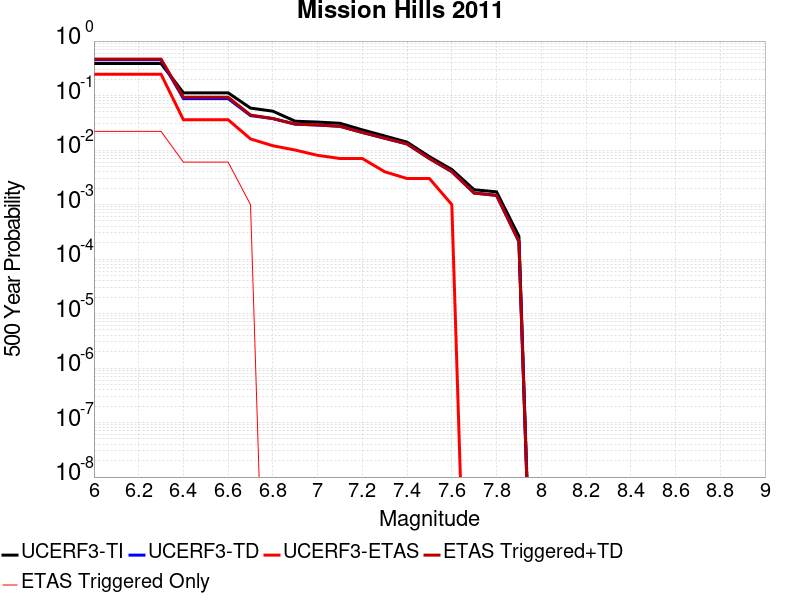 Mission Hills 2011
10^0
10^-1
10^-2
10^-3
10^-4
10^-5
10^-6
10^-7
10^-8
500 Year Probability
6 6.2 6.4 6.6 6.8 7 7.2 7.4 7.6 7.8 8 8.2 8.4 8.6 8.8 9
Magnitude
UCERF3-TI UCERF3-TD UCERF3-ETAS ETAS Triggered+TD
ETAS Triggered Only